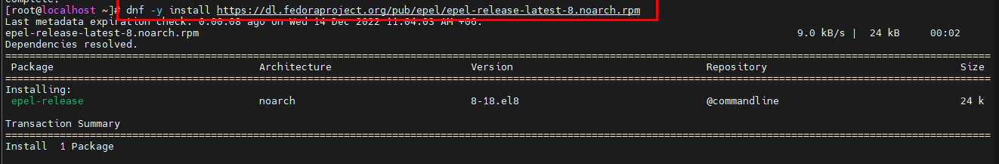 Complete!
[root@localhost ~]# dnf -y install https://dl.fedoraproject.org/pub/epel/epel-release-latest-8.noarch.rpm
Last metadata expiration check: 0:00:08 ago on Wed 14 Dec 2022 11:04:03 AM +06.
epel-release-latest-8.noarch.rpm 9.0 kB/s | 24 kB 00:02
Dependencies resolved.
================================================================================
Package Architecture Version Repository Size
================================================================================
Installing:
epel-release noarch 8-18.el8 @commandline 24 k
Transaction Summary
================================================================================
Install 1 Package